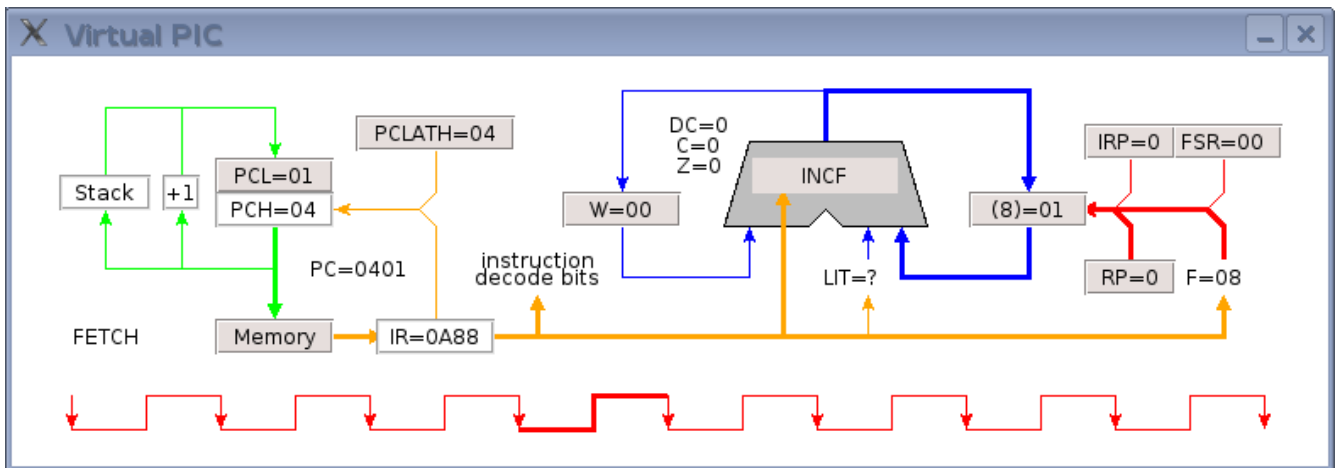 Virtual PIC
PCLATH=04
DC=0
C=0
Z=0
IRP=0
FSR=00
PCL=01
INCF
Stack
+1
PCH=04
W=00
(8)=01
PC=0401
instruction
decode bits
LIT=?
RP=0
F=08
FETCH
Memory
IR=0A88